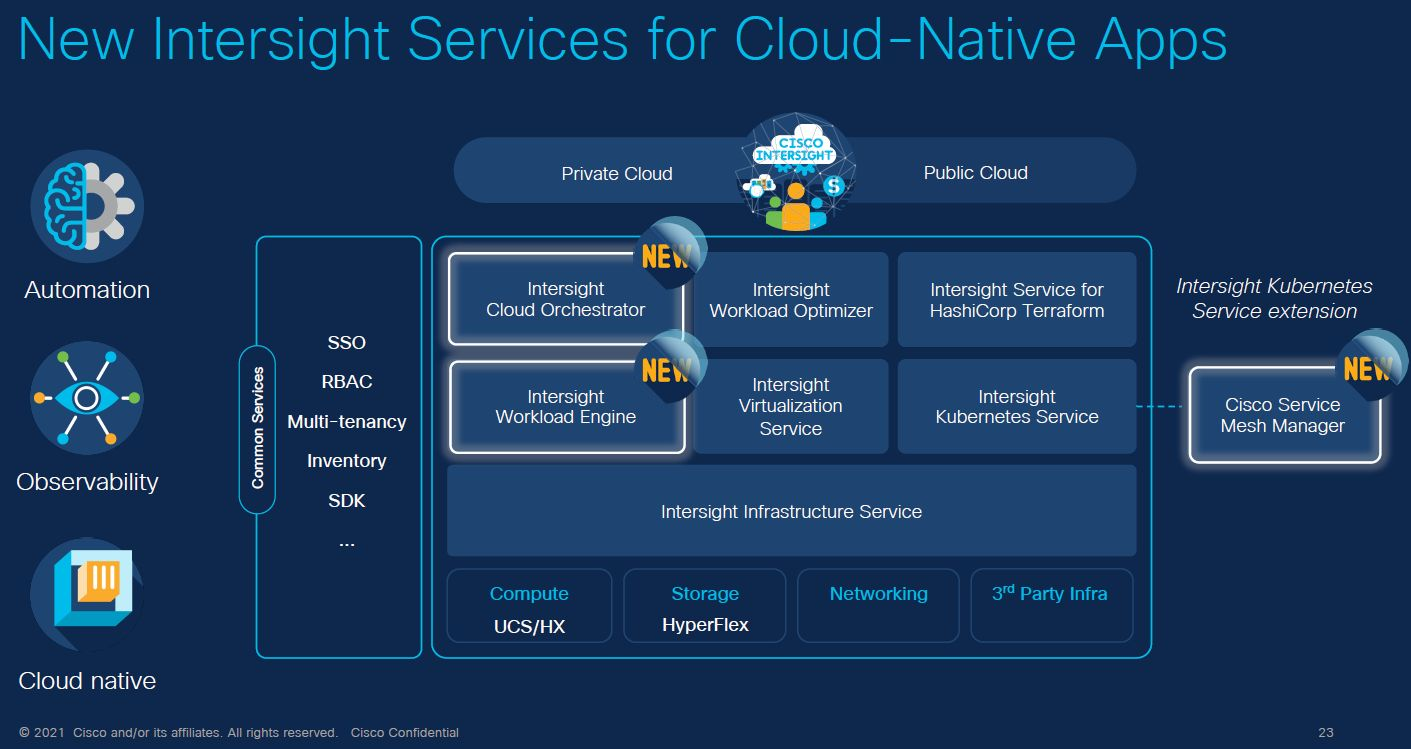 New Intersight Services for Cloud-Native Apps
Private Cloud
CISCO
INTERSIGHT
$
Public Cloud
Automation
Observability
Cloud native
Common Services
SSO
RBAC
Multi-tenancy
Inventory
SDK
...
NEW
Intersight
Cloud Orchestrator
Intersight
Workload Optimizer
Intersight Service for
HashiCorp Terraform
NEW
Intersight
Workload Engine
Intersight
Virtualization
Service
Intersight
Kubernetes Service
Intersight Kubernetes
Service extension
NEW
Cisco Service
Mesh Manager
Intersight Infrastructure Service
Compute
UCS/HX
Storage
HyperFlex
Networking
3rd Party Infra
© 2021 Cisco and/or its affiliates. All rights reserved. Cisco Confidential
23